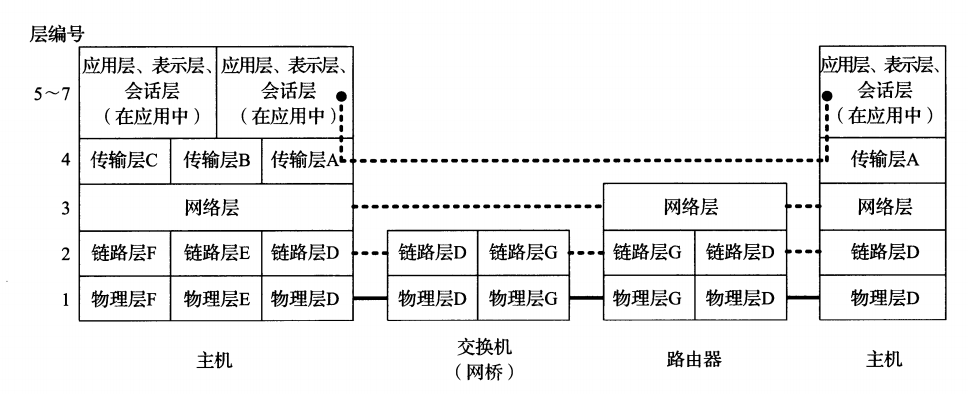 层编号
应用层、表示层、 应用层、表示层、 应用层、表示层、
5～7 会话层 会话层 会话层
（在应用中） （在应用中） （在应用中）
4 传输层C 传输层B 传输层A 传输层A
3 网络层 网络层 网络层
2 链路层F 链路层E 链路层D 链路层D 链路层G 链路层G 链路层D 链路层D
1 物理层F 物理层E 物理层D 物理层D 物理层G 物理层G 物理层D 物理层D
主机 交换机 路由器 主机
（网桥）